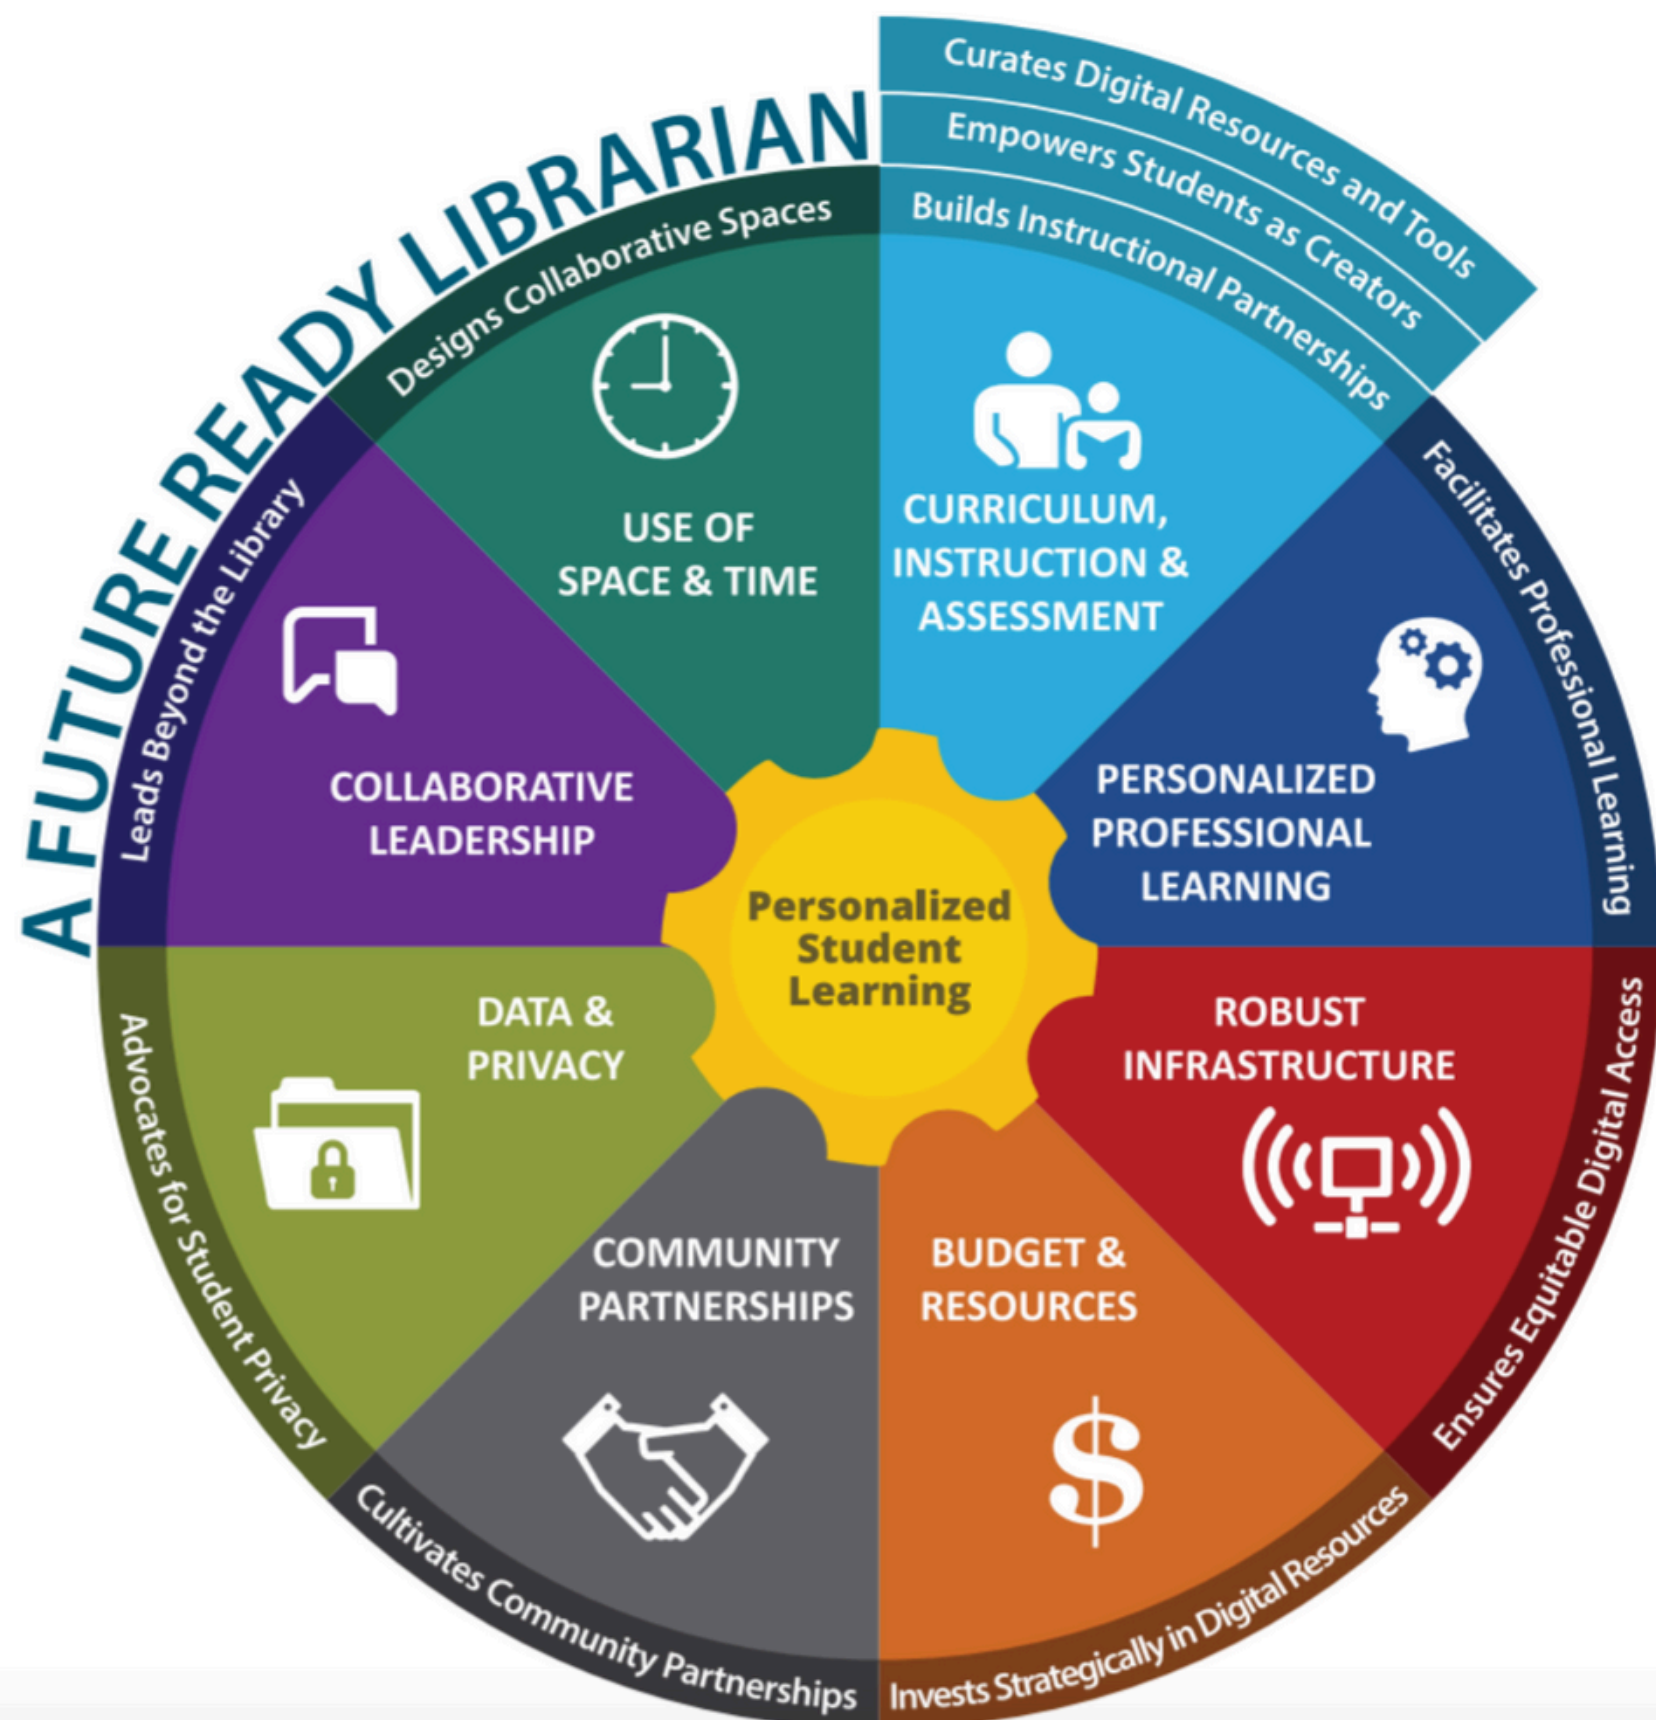 A FUTURE READY LIBRARIAN
Curates Digital Resources and Tools
Empowers Students as Creators
Builds Instructional Partnerships
CURRICULUM,
INSTRUCTION &
ASSESSMENT
Facilitates Professional Learning
PERSONALIZED
PROFESSIONAL
LEARNING
Ensures Equitable Digital Access
ROBUST
INFRASTRUCTURE
Invests Strategically in Digital Resources
BUDGET &
RESOURCES
$
Cultivates Community Partnerships
COMMUNITY
PARTNERSHIPS
Advocates for Student Privacy
DATA &
PRIVACY
Leads Beyond the Library
COLLABORATIVE
LEADERSHIP
Designs Collaborative Spaces
USE OF
SPACE & TIME
Personalized
Student
Learning